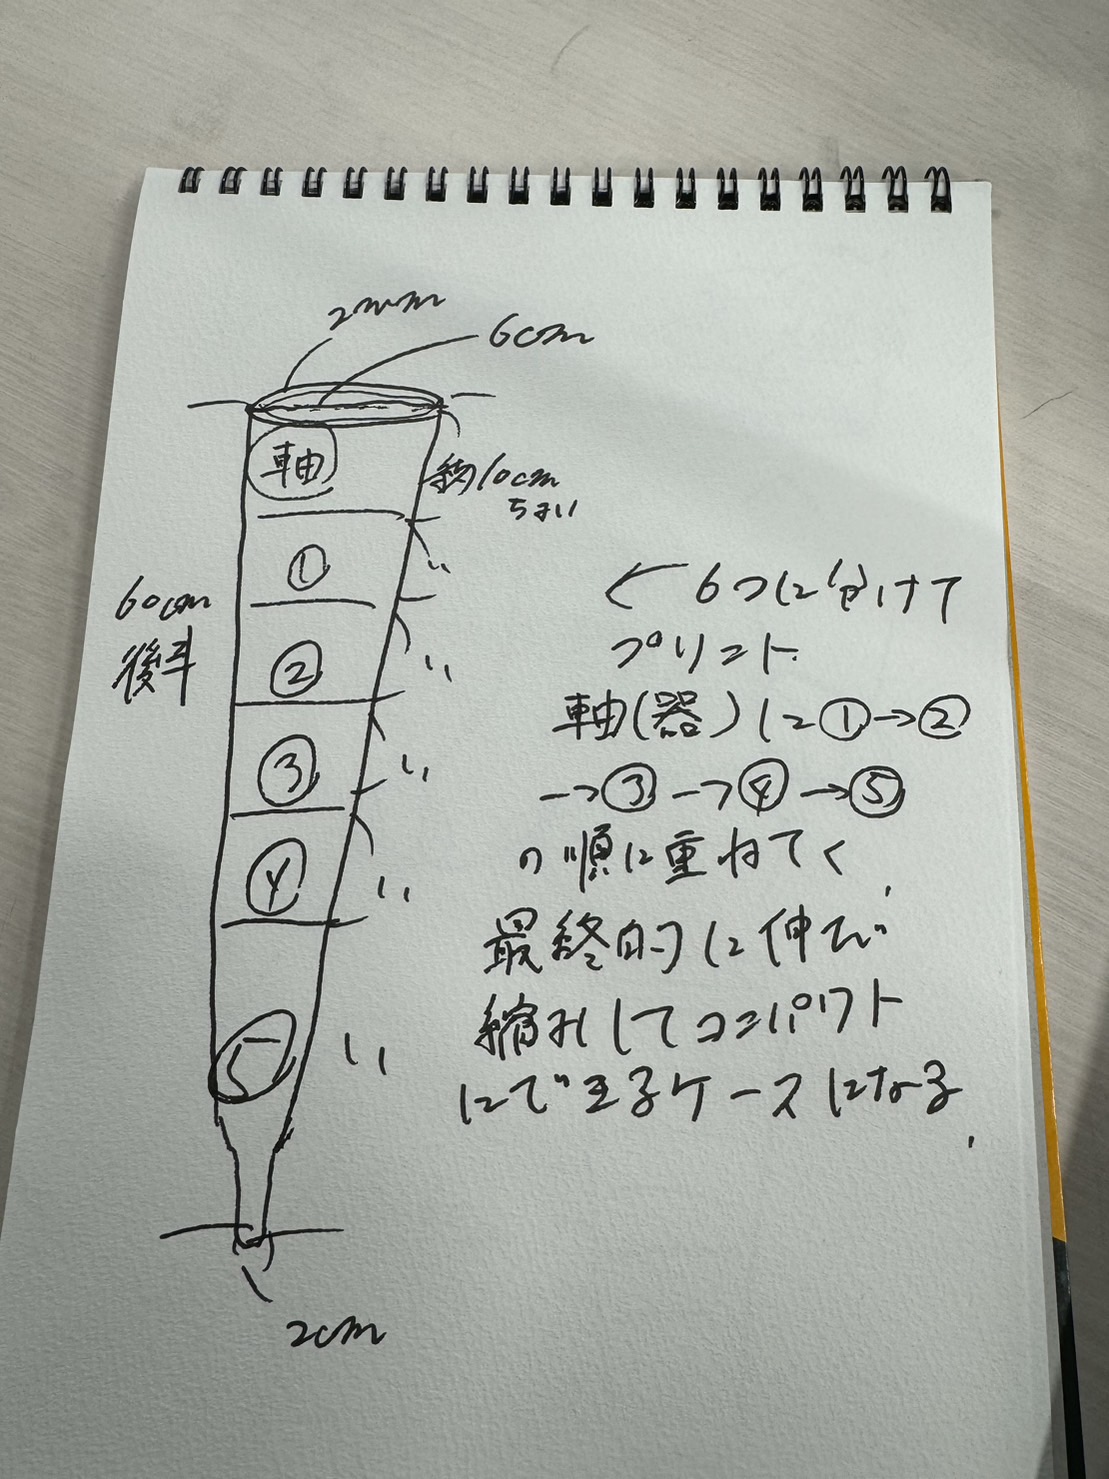 2mm
6cm
軸
約10cm
ちょい
①
〃
60cm
後半
②
〃
③
〃
④
〃
⑤
〃
2cm
← 6つに分けて
プリント
軸(器)に①→②
→③→④→⑤
の順に重ねてく
最終的に伸び
縮みしてコンパクト
にできるケースになる